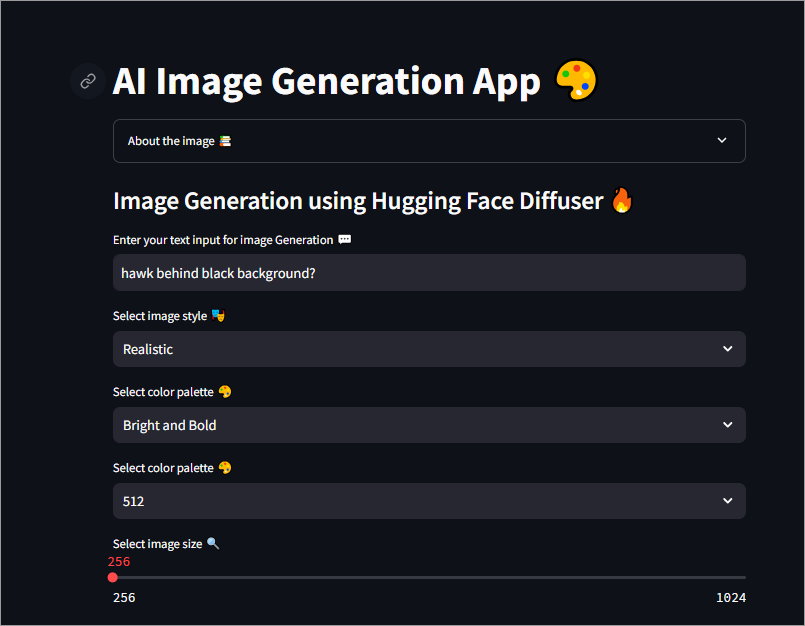 AI Image Generation App 🎨
About the image 📚
Image Generation using Hugging Face Diffuser 🔥
Enter your text input for image Generation 💬
hawk behind black background?
Select image style 🎭
Realistic
Select color palette 🎨
Bright and Bold
Select color palette 🎨
512
Select image size 🔍
256
256 1024